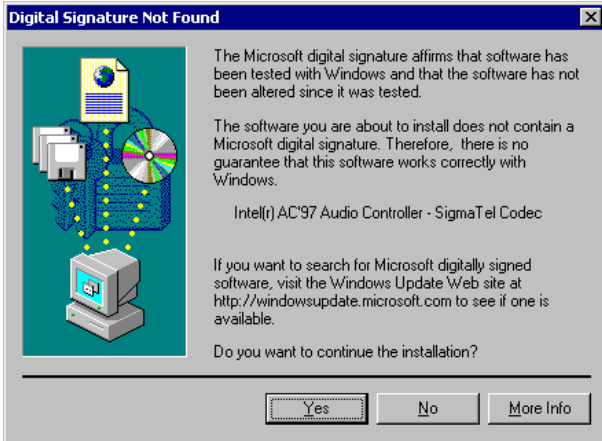 Digital Signature Not Found
The Microsoft digital signature affirms that software has
been tested with Windows and that the software has not
been altered since it was tested.
The software you are about to install does not contain a
Microsoft digital signature. Therefore, there is no
guarantee that this software works correctly with
Windows.
Intel(r) AC'97 Audio Controller - SigmaTel Codec
If you want to search for Microsoft digitally signed
software, visit the Windows Update Web site at
http://windowsupdate.microsoft.com to see if one is
available.
Do you want to continue the installation?
Yes No More Info